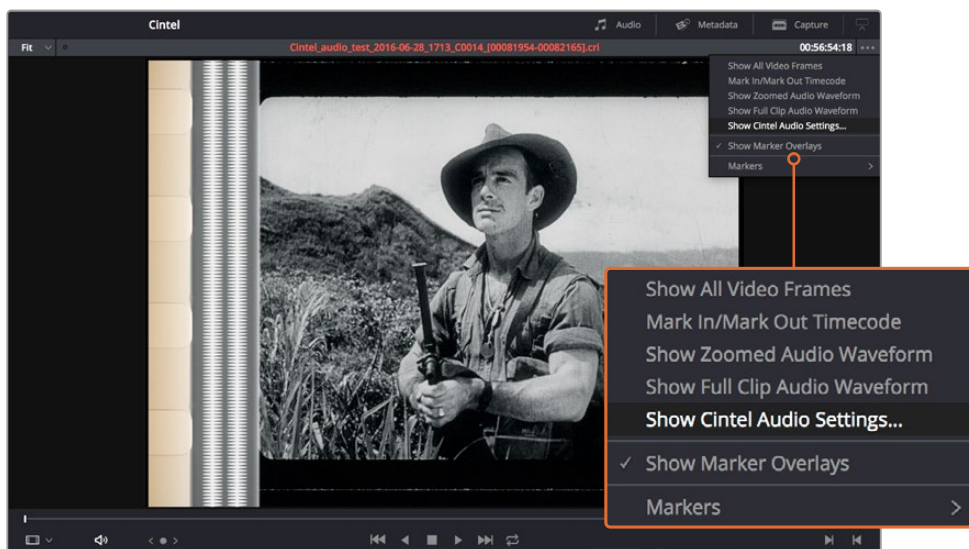 Cintel
Audio
Metadata
Capture
Fit
Cintel_audio_test_2016-06-28_1713_C0014_[00081954-00082165].cri
00:56:54:18
Show All Video Frames
Mark In/Mark Out Timecode
Show Zoomed Audio Waveform
Show Full Clip Audio Waveform
Show Cintel Audio Settings...
Show Marker Overlays
Markers
Show All Video Frames
Mark In/Mark Out Timecode
Show Zoomed Audio Waveform
Show Full Clip Audio Waveform
Show Cintel Audio Settings...
Show Marker Overlays
Markers